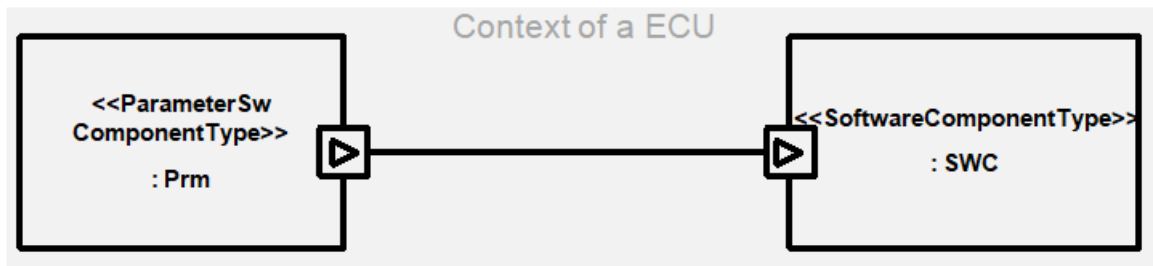 Context of a ECU
<<ParameterSw
ComponentType>>
: Prm
<<SoftwareComponentType>>
: SWC